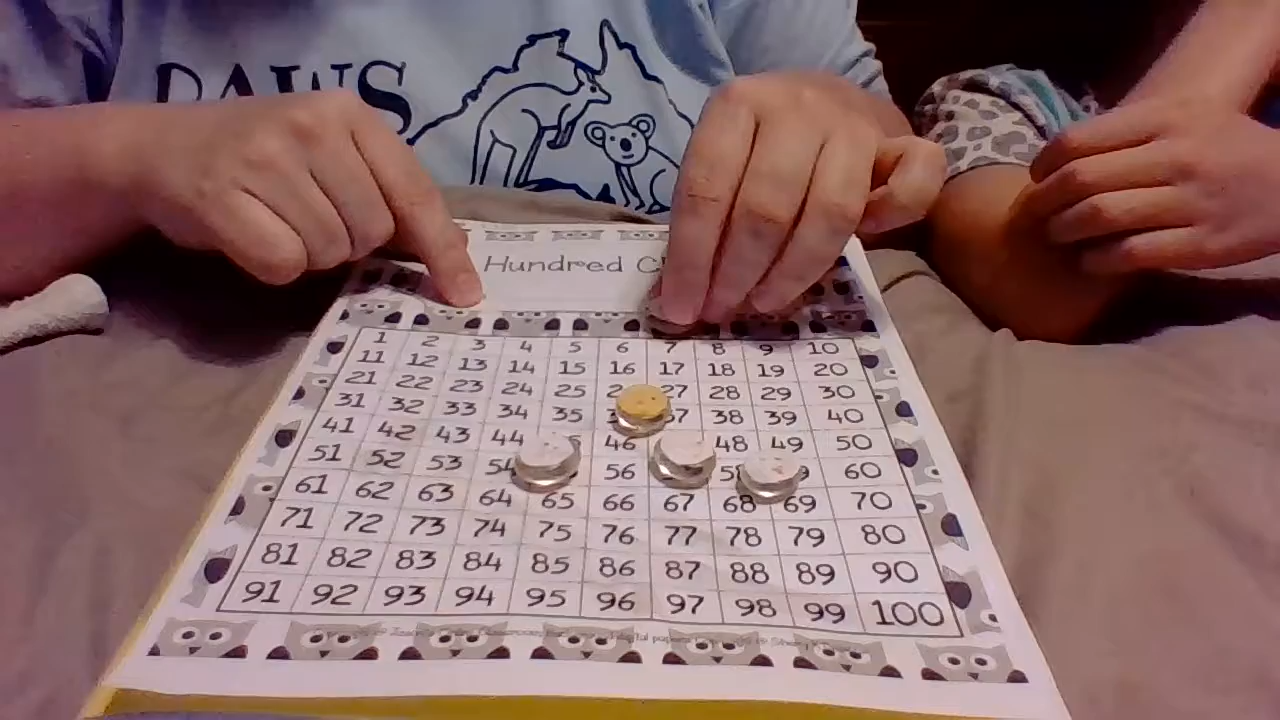 PAWS
Hundred
1 2 3 4 5 6 7 8 9 10
11 12 13 14 15 16 17 18 19 20
21 22 23 24 25 27 28 29 30
31 32 33 34 35 37 38 39 40
41 42 43 44 46 48 49 50
51 52 53 56 60
61 62 63 64 65 66 67 68 69 70
71 72 73 74 75 76 77 78 79 80
81 82 83 84 85 86 87 88 89 90
91 92 93 94 95 96 97 98 99 100